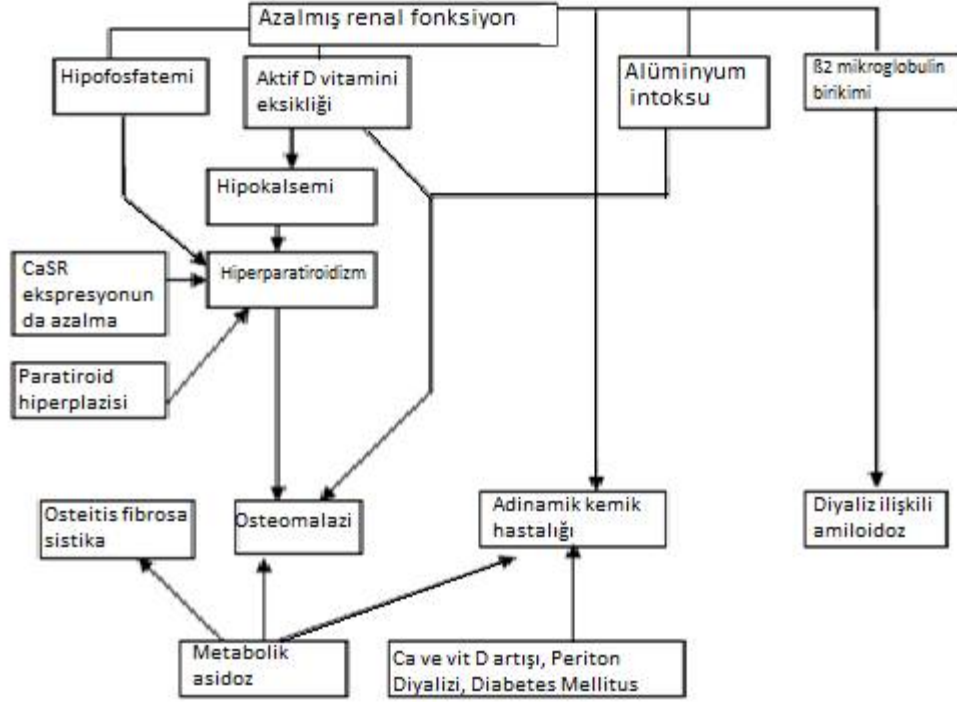 Azalmış renal fonksiyon
Hipofosfatemi
Aktif D vitamini
eksikliği
Alüminyum
intoksu
ß2 mikroglobulin
birikimi
Hipokalsemi
CaSR
ekspresyonun
da azalma
Hiperparatiroidizm
Paratiroid
hiperplazisi
Osteitis fibrosa
sistika
Osteomalazi
Adinamik kemik
hastalığı
Diyaliz ilişkili
amiloidoz
Metabolik
asidoz
Ca ve vit D artışı, Periton
Diyalizi, Diabetes Mellitus